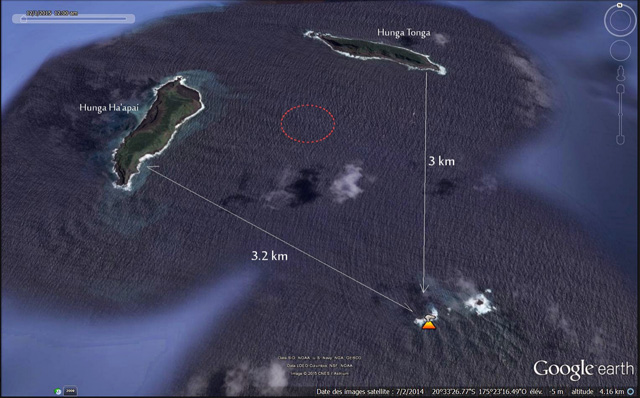 Hunga Tonga
Hunga Ha'apai
3 km
3.2 km
Google earth
Date des images satellite : 7/2/2014 20°33'26.77"S 175°23'16.49"O élév. -5 m altitude 4.16 km